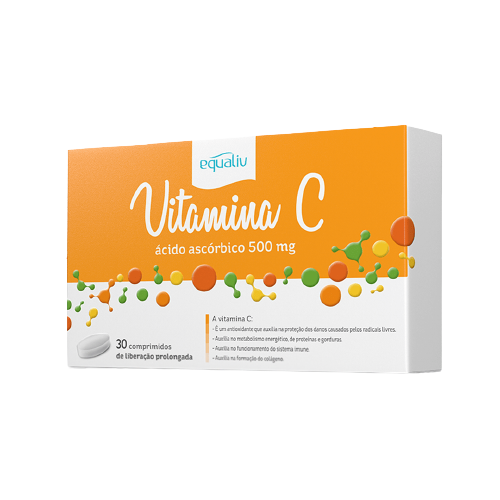 equaliv
Vitamina C
ácido ascórbico 500 mg
A vitamina C:
- É um antioxidante que auxilia na proteção dos danos causados pelos radicais livres.
- Auxilia no metabolismo energético, de proteínas e gorduras.
- Auxilia no funcionamento do sistema imune.
- Auxilia na formação do colágeno.
30 comprimidos
de liberação prolongada